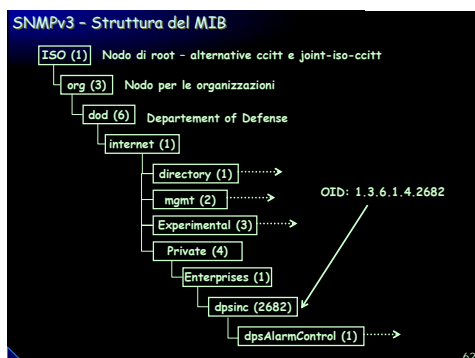 SNMPv3 – Struttura del MIB
ISO (1) Nodo di root – alternative ccitt e joint-iso-ccitt
org (3) Nodo per le organizzazioni
dod (6) Departement of Defense
internet (1)
directory (1)
mgmt (2)
OID: 1.3.6.1.4.2682
Experimental (3)
Private (4)
Enterprises (1)
dpsinc (2682)
dpsAlarmControl (1)